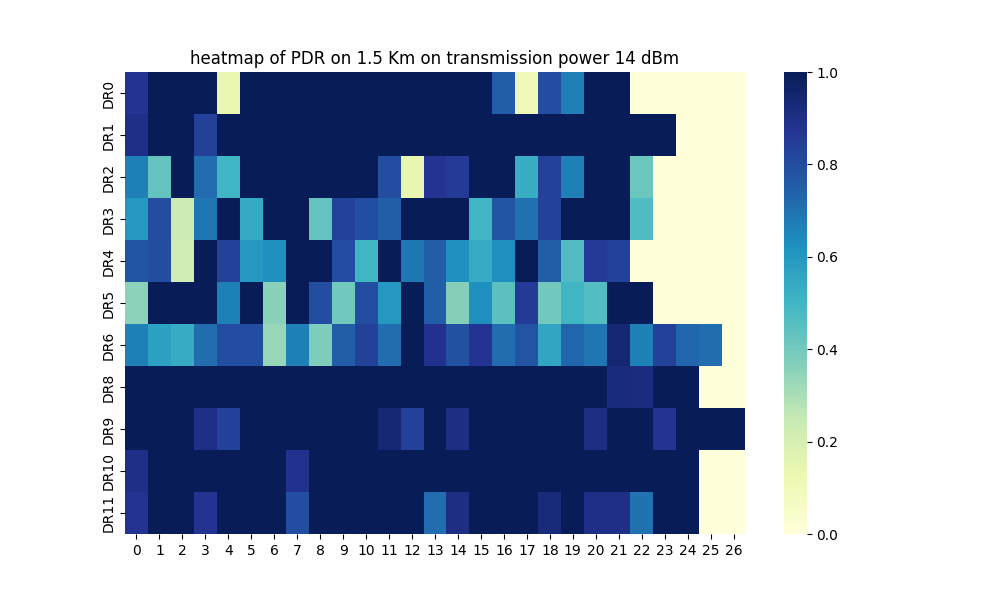 heatmap of PDR on 1.5 Km on transmission power 14 dBm
DR0
DR1
DR2
DR3
DR4
DR5
DR6
DR8
DR9
DR10
DR11
0 1 2 3 4 5 6 7 8 9 10 11 12 13 14 15 16 17 18 19 20 21 22 23 24 25 26
1.0
0.8
0.6
0.4
0.2
0.0